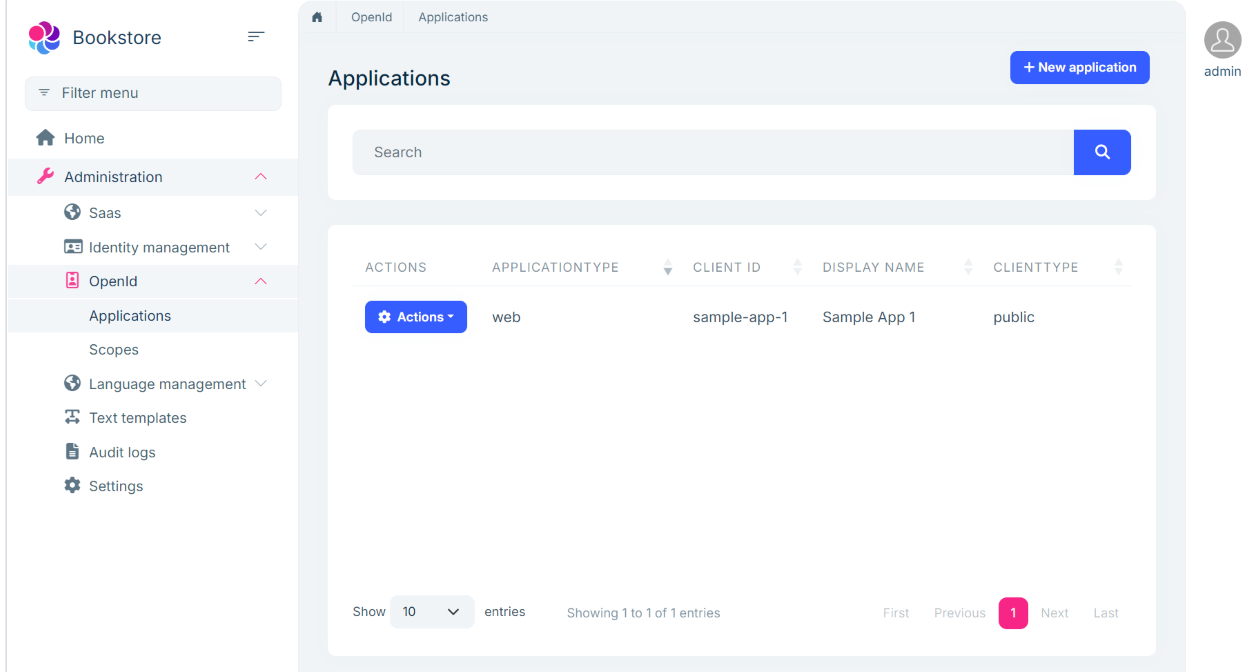 Bookstore
Filter menu
Home
Administration
Saas
Identity management
OpenId
Applications
Scopes
Language management
Text templates
Audit logs
Settings
OpenId Applications
Applications
+ New application
Search
ACTIONS APPLICATIONTYPE CLIENT ID DISPLAY NAME CLIENTTYPE
Actions web sample-app-1 Sample App 1 public
Show 10 entries Showing 1 to 1 of 1 entries First Previous 1 Next Last
admin